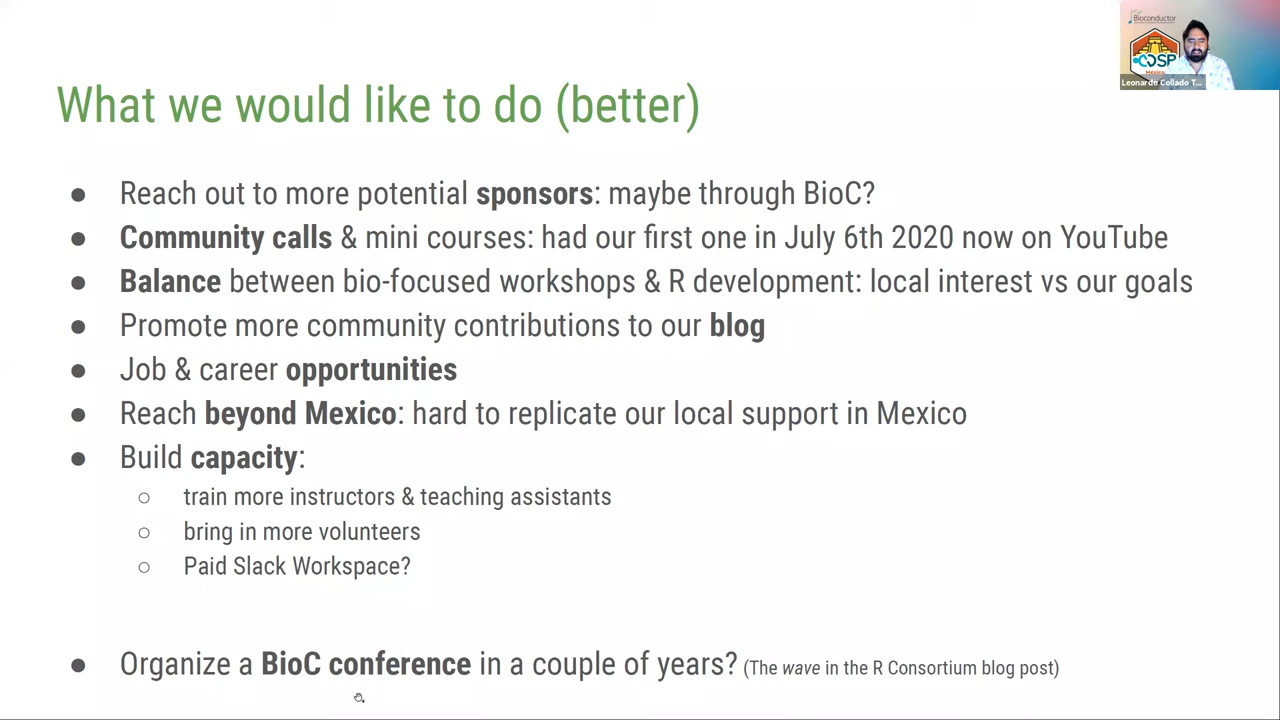 Bioconductor
CDSB
México
Leonardo Collado T...
What we would like to do (better)
● Reach out to more potential sponsors: maybe through BioC?
● Community calls & mini courses: had our first one in July 6th 2020 now on YouTube
● Balance between bio-focused workshops & R development: local interest vs our goals
● Promote more community contributions to our blog
● Job & career opportunities
● Reach beyond Mexico: hard to replicate our local support in Mexico
● Build capacity:
○ train more instructors & teaching assistants
○ bring in more volunteers
○ Paid Slack Workspace?
● Organize a BioC conference in a couple of years? (The wave in the R Consortium blog post)